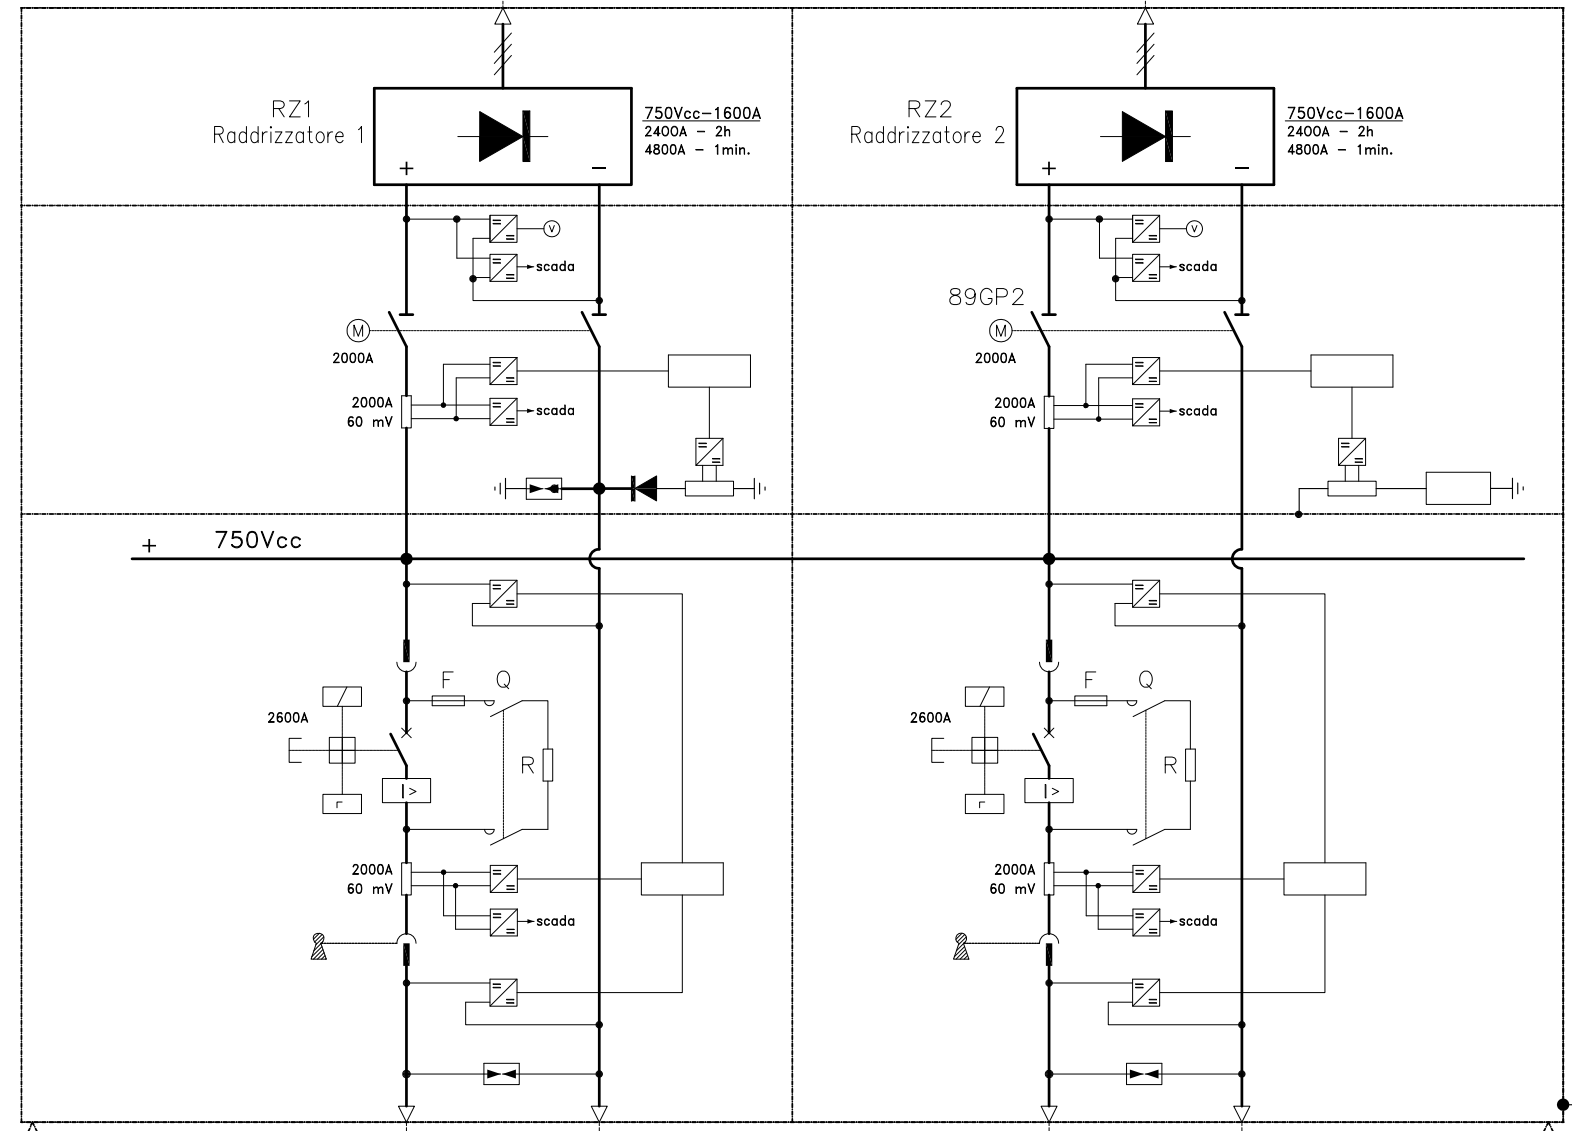 RZ1
Raddrizzatore 1
+
−
750Vcc-1600A
2400A - 2h
4800A - 1min.
RZ2
Raddrizzatore 2
+
−
750Vcc-1600A
2400A - 2h
4800A - 1min.
V
scada
V
scada
89GP2
M
2000A
M
2000A
2000A
60 mV
scada
2000A
60 mV
scada
+ 750Vcc
F Q
2600A
R
I >
F Q
2600A
R
I >
2000A
60 mV
scada
2000A
60 mV
scada